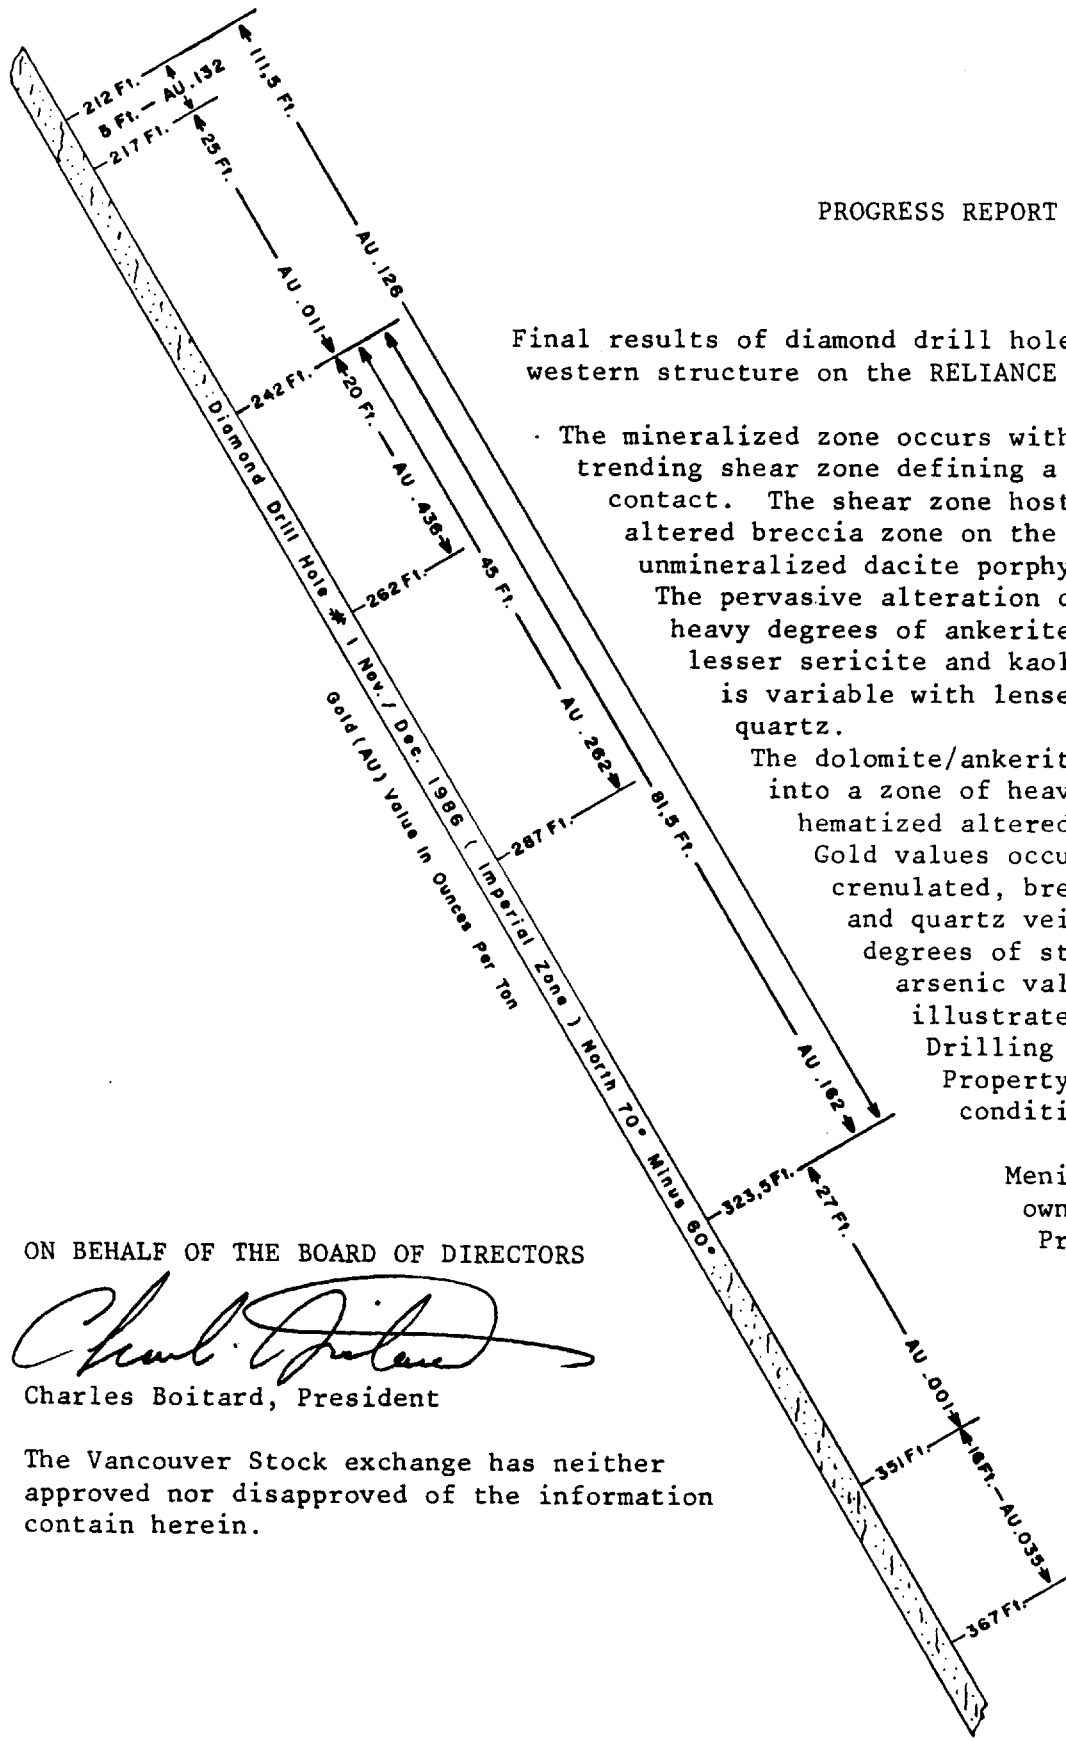 212 Ft.
5 Ft. — AU .132
217 Ft.
111,5 Ft.
AU .126
25 Ft.
AU .011
242 Ft.
20 Ft.
AU .436
262 Ft.
45 Ft.
AU .262
287 Ft.
81,5 Ft.
AU .162
323,5 Ft.
27 Ft.
AU .001
351 Ft.
16 Ft. — AU .035
367 Ft.
Diamond Drill Hole # 1 Nov. / Dec. 1986 ( Imperial Zone ) North 70° Minus 60°
Gold (AU) Value In Ounces Per Ton
PROGRESS REPORT
Final results of diamond drill hole
western structure on the RELIANCE
The mineralized zone occurs with
trending shear zone defining a
contact. The shear zone host
altered breccia zone on the
unmineralized dacite porphy
The pervasive alteration
heavy degrees of ankerite
lesser sericite and kaol
is variable with lense
quartz.
The dolomite/ankerit
into a zone of heav
hematized altered
Gold values occu
crenulated, bre
and quartz vei
degrees of st
arsenic val
illustrate
Drilling
Property
conditi
Meni
own
Pr
ON BEHALF OF THE BOARD OF DIRECTORS
Charles Boitard, President
The Vancouver Stock exchange has neither
approved nor disapproved of the information
contain herein.